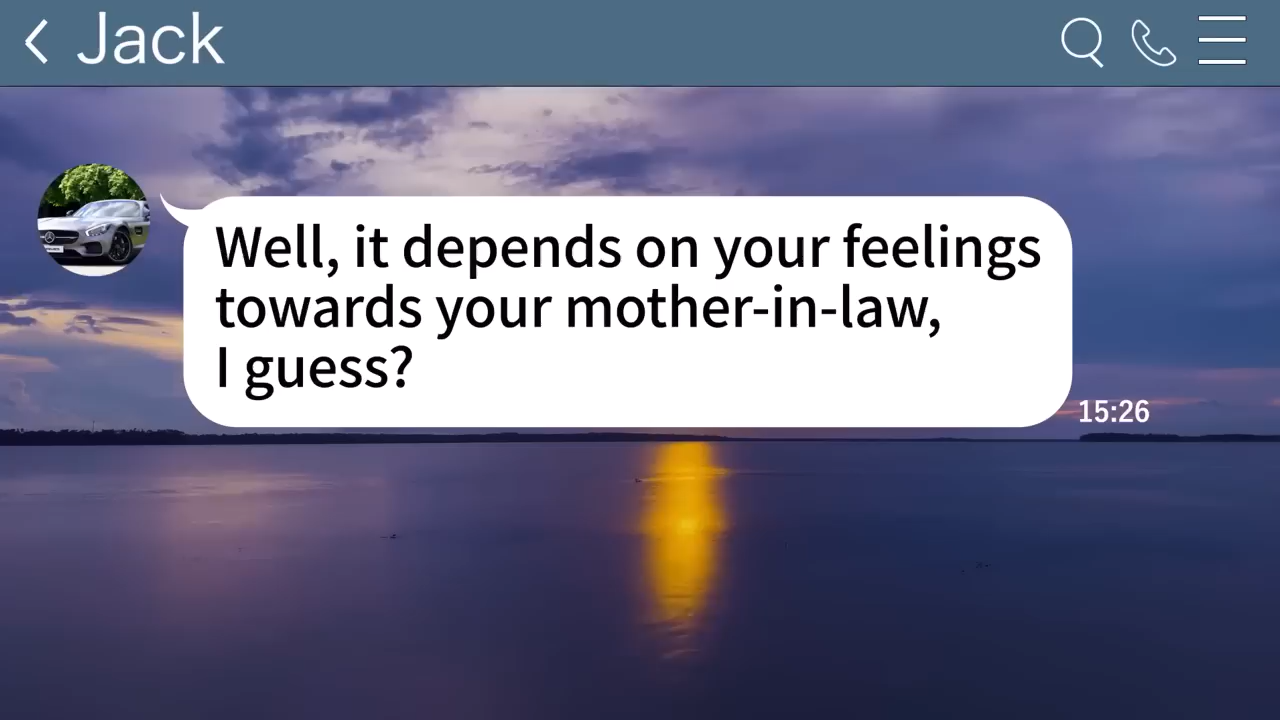 Jack
Well, it depends on your feelings
towards your mother-in-law,
I guess?
15:26